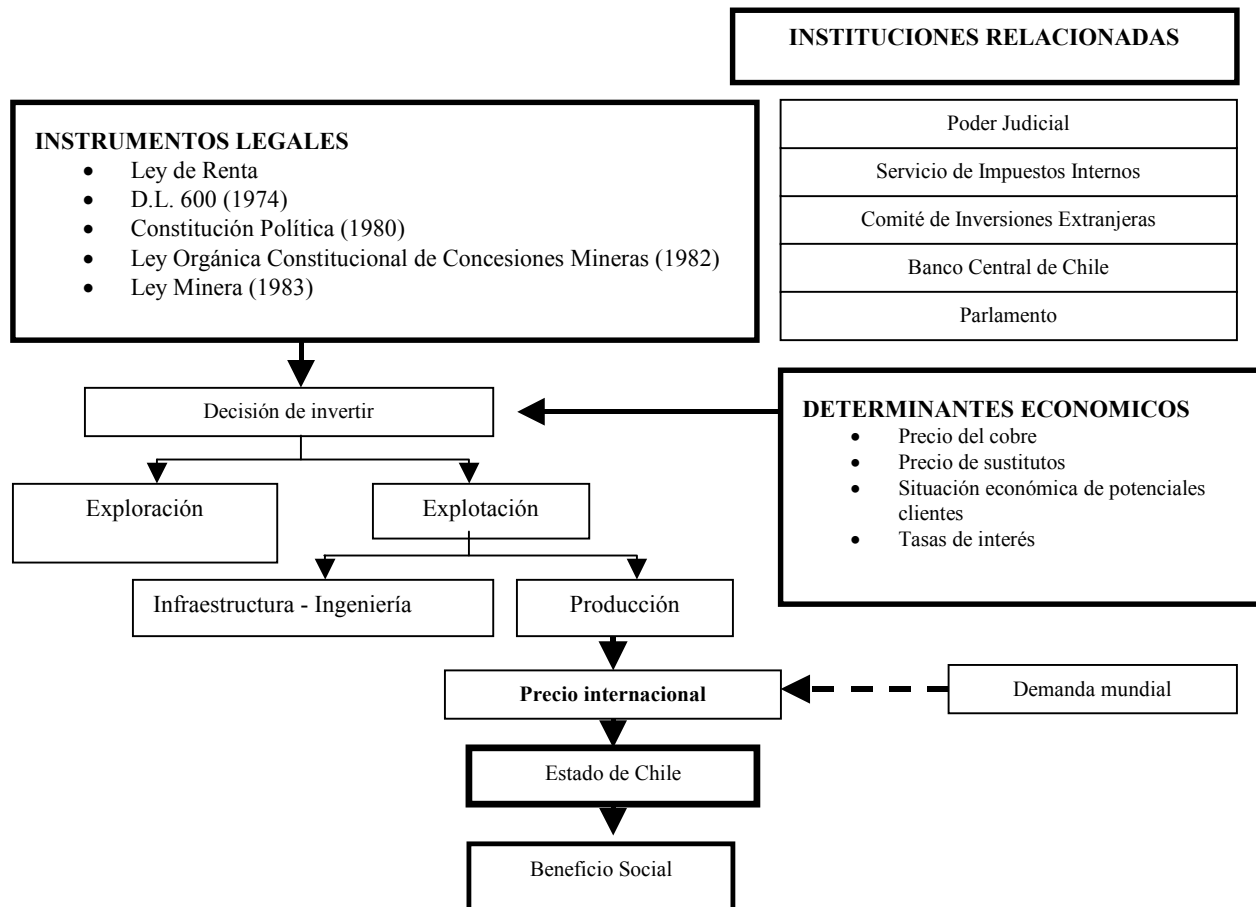 INSTITUCIONES RELACIONADAS
Poder Judicial
Servicio de Impuestos Internos
Comité de Inversiones Extranjeras
Banco Central de Chile
Parlamento
INSTRUMENTOS LEGALES
• Ley de Renta
• D.L. 600 (1974)
• Constitución Política (1980)
• Ley Orgánica Constitucional de Concesiones Mineras (1982)
• Ley Minera (1983)
Decisión de invertir
DETERMINANTES ECONOMICOS
• Precio del cobre
• Precio de sustitutos
• Situación económica de potenciales
clientes
• Tasas de interés
Exploración
Explotación
Infraestructura - Ingeniería
Producción
Precio internacional
Demanda mundial
Estado de Chile
Beneficio Social